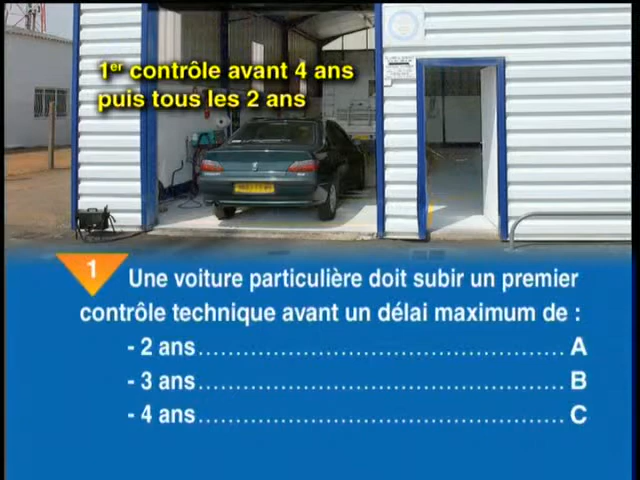 1er contrôle avant 4 ans
puis tous les 2 ans
1 Une voiture particulière doit subir un premier
contrôle technique avant un délai maximum de :
- 2 ans................................................ A
- 3 ans................................................ B
- 4 ans................................................ C